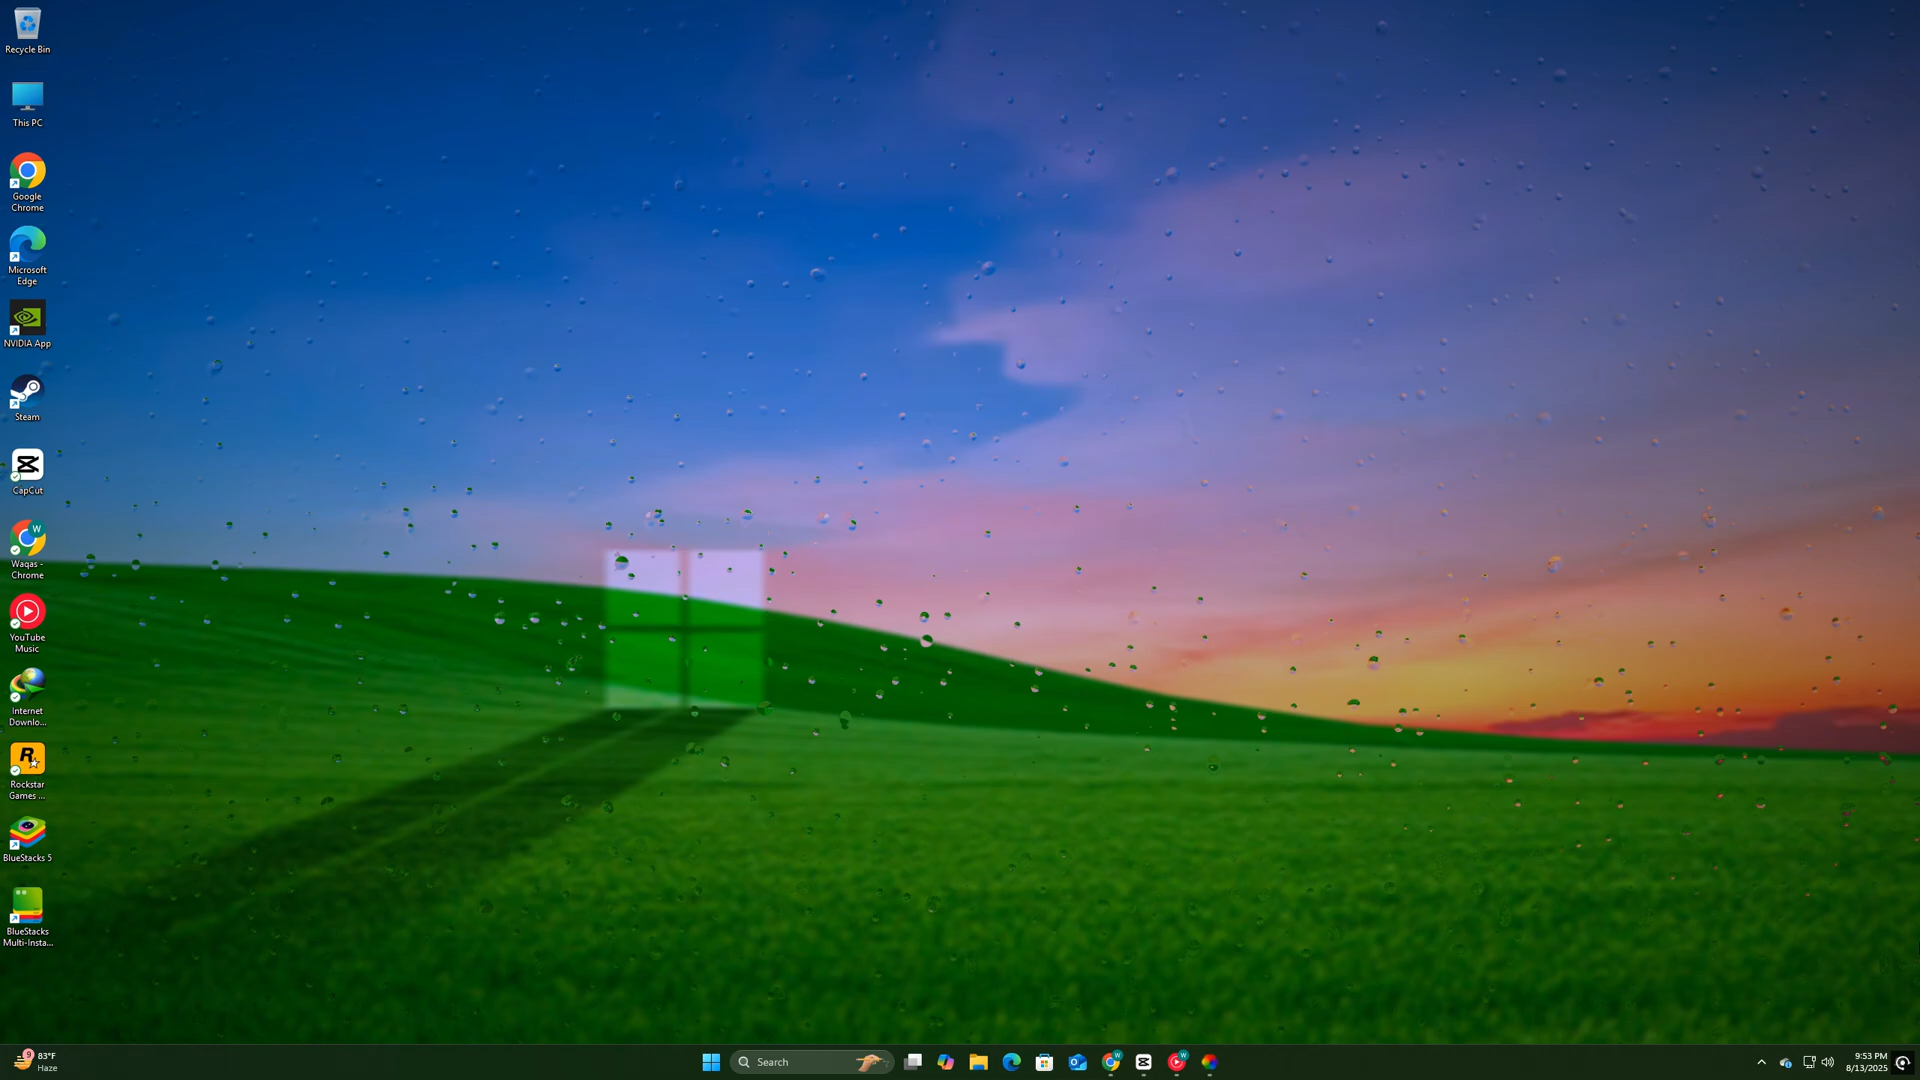 Recycle Bin
This PC
Google
Chrome
Microsoft
Edge
NVIDIA App
Steam
CapCut
W
Waqas -
Chrome
YouTube
Music
Internet
Downlo...
R
Rockstar
Games ...
BlueStacks 5
BlueStacks
Multi-Insta...
9
83°F
Haze
Search
W
W
9:53 PM
8/13/2025